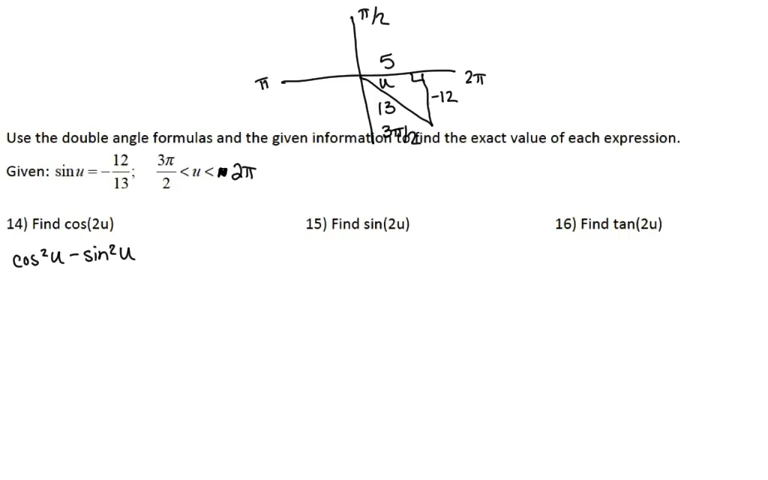 π/2
5
π u 2π
13 -12
3π/2
Use the double angle formulas and the given information to find the exact value of each expression.
Given: sin u = -12/13; 3π/2 < u < 2π
14) Find cos(2u) 15) Find sin(2u) 16) Find tan(2u)
cos²u - sin²u